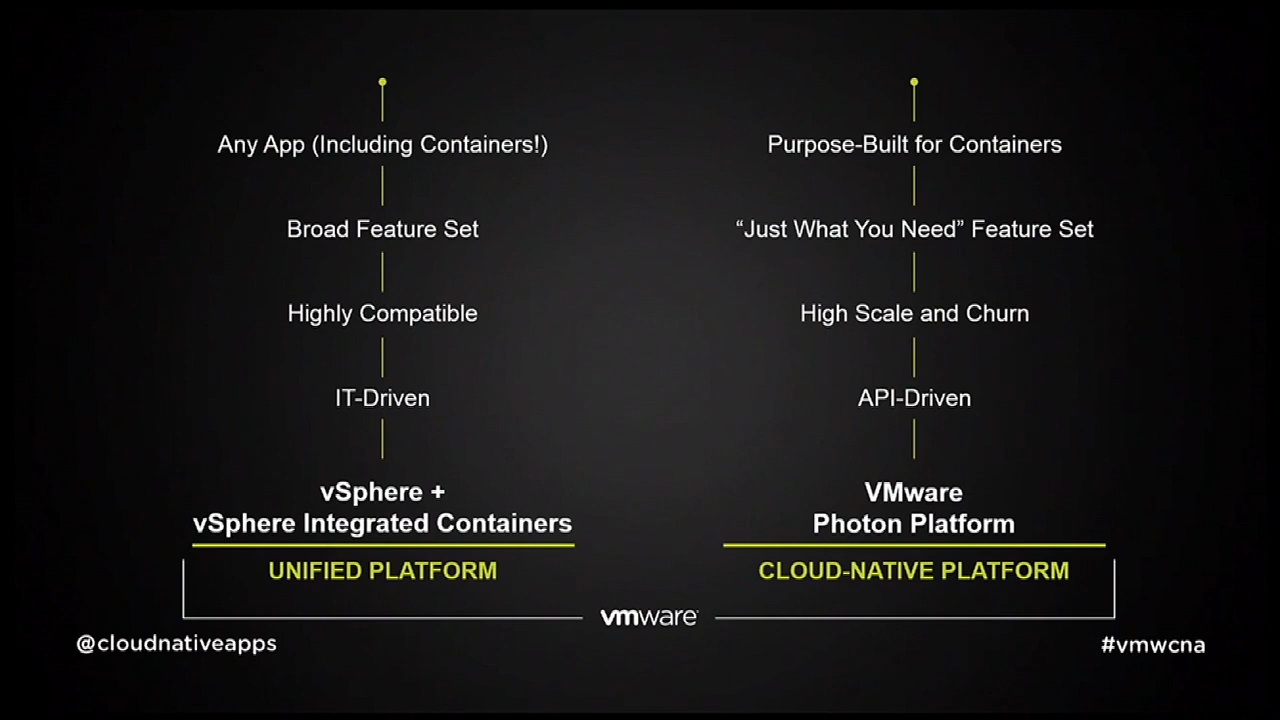 Any App (Including Containers!)
Broad Feature Set
Highly Compatible
IT-Driven
vSphere +
vSphere Integrated Containers
UNIFIED PLATFORM
Purpose-Built for Containers
“Just What You Need” Feature Set
High Scale and Churn
API-Driven
VMware
Photon Platform
CLOUD-NATIVE PLATFORM
vmware
@cloudnativeapps
#vmwcna